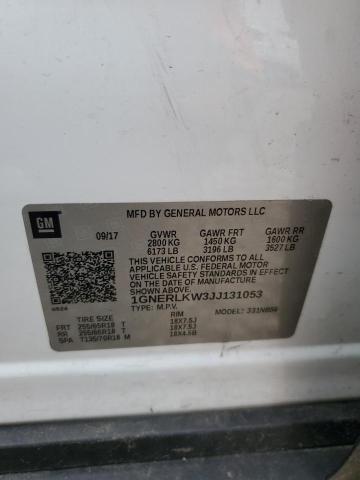 GM
MFD BY GENERAL MOTORS LLC
09/17 GVWR GAWR FRT GAWR RR
2800 KG 1450 KG 1600 KG
6173 LB 3196 LB 3527 LB
THIS VEHICLE CONFORMS TO ALL
APPLICABLE U.S. FEDERAL MOTOR
VEHICLE SAFETY STANDARDS IN EFFECT
ON THE DATE OF MANUFACTURE SHOWN ABOVE.
1GNERLKW3JJ131053
TYPE: M.P.V. MODEL:
TIRE SIZE RIM
FRT 255/65R18 T 18X7.5J
RR 255/65R18 T 18X7.5J
SPA T135/70R18 M 18X4.5B